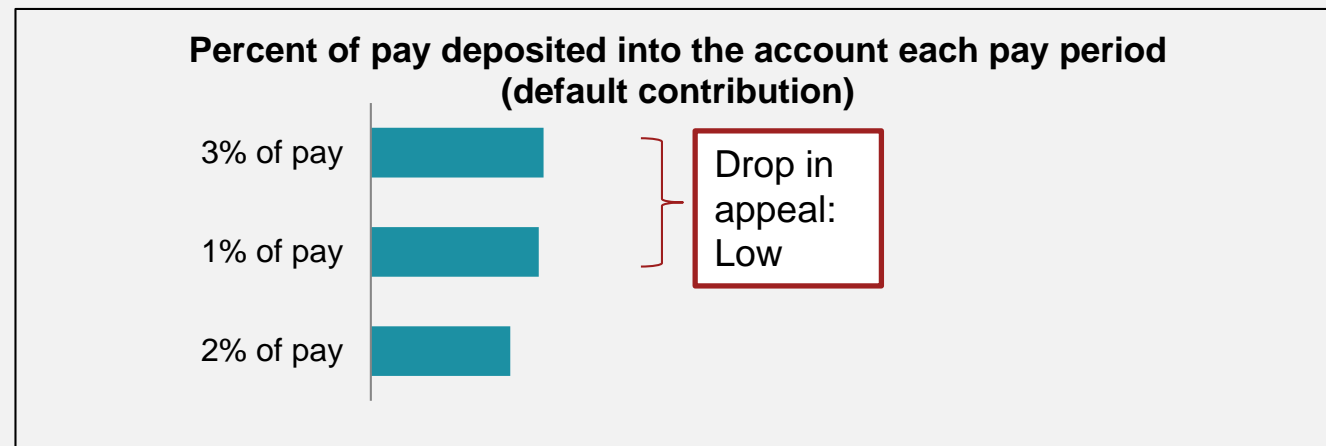 Percent of pay deposited into the account each pay period
(default contribution)
3% of pay
1% of pay
2% of pay
Drop in
appeal:
Low